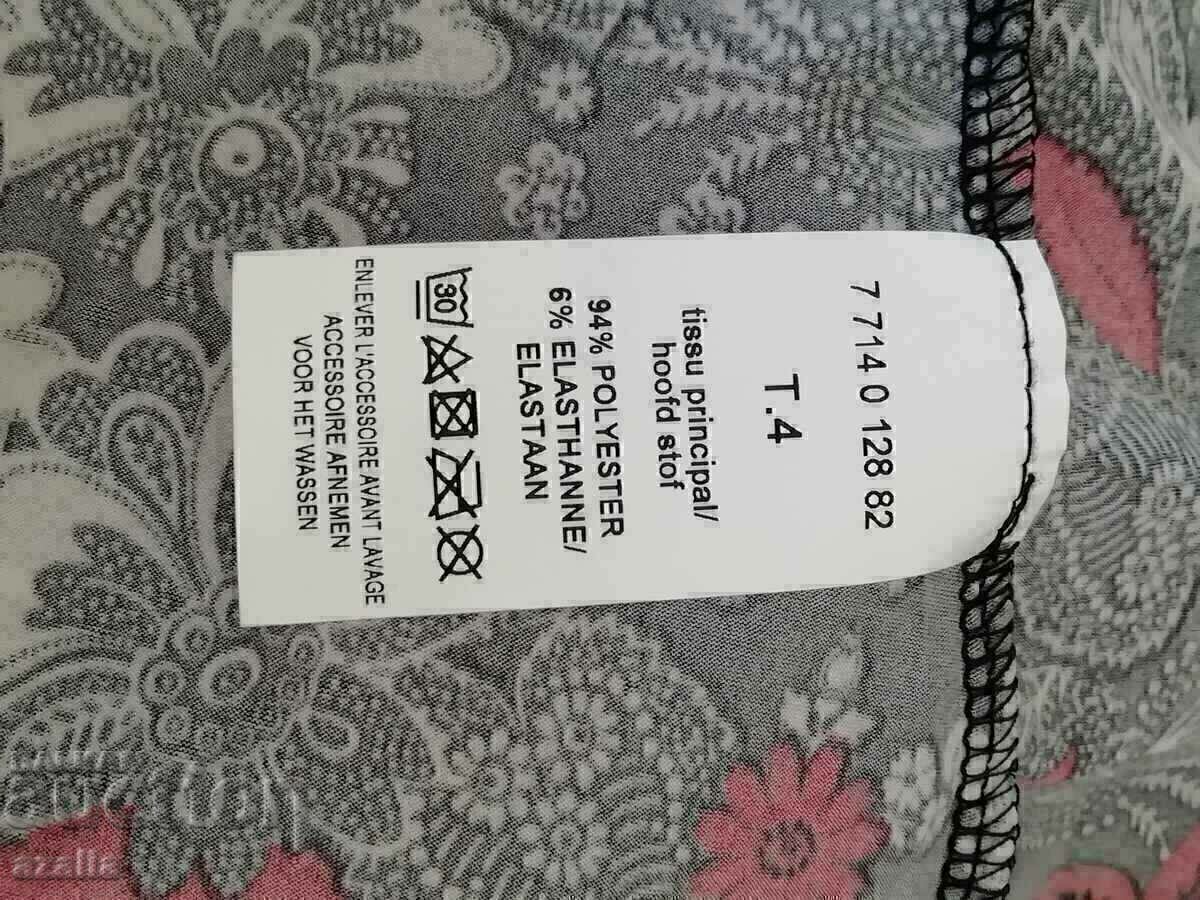 7 714 0 128 82
T.4
tissu principal/
hoofd stof
94% POLYESTER
6% ELASTHANNE/
ELASTAAN
30
ENLEVER L'ACCESSOIRE AVANT LAVAGE
ACCESSOIRE AFNEMEN
VOOR HET WASSEN
azalia